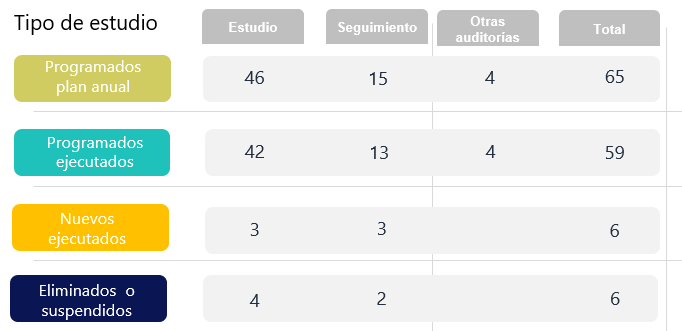 Tipo de estudio
Estudio
Seguimiento
Otras
auditorias
Total
Programados
plan anual
46
15
4
65
Programados
ejecutados
42
13
4
59
Nuevos
ejecutados
3
3
6
Eliminados o
suspendidos
4
2
6